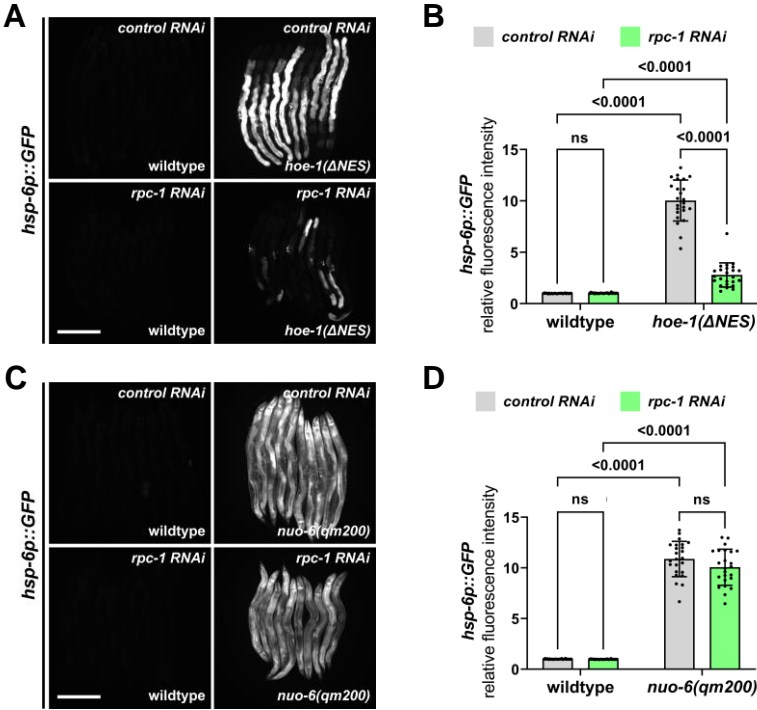 A
hsp-6p::GFP
control RNAi
control RNAi
wildtype
hoe-1(ΔNES)
rpc-1 RNAi
rpc-1 RNAi
wildtype
hoe-1(ΔNES)
B
control RNAi
rpc-1 RNAi
<0.0001
<0.0001
ns
<0.0001
hsp-6p::GFP
relative fluorescence intensity
15
10
5
0
wildtype
hoe-1(ΔNES)
C
hsp-6p::GFP
control RNAi
control RNAi
wildtype
nuo-6(qm200)
rpc-1 RNAi
rpc-1 RNAi
wildtype
nuo-6(qm200)
D
control RNAi
rpc-1 RNAi
<0.0001
<0.0001
ns
ns
hsp-6p::GFP
relative fluorescence intensity
15
10
5
0
wildtype
nuo-6(qm200)